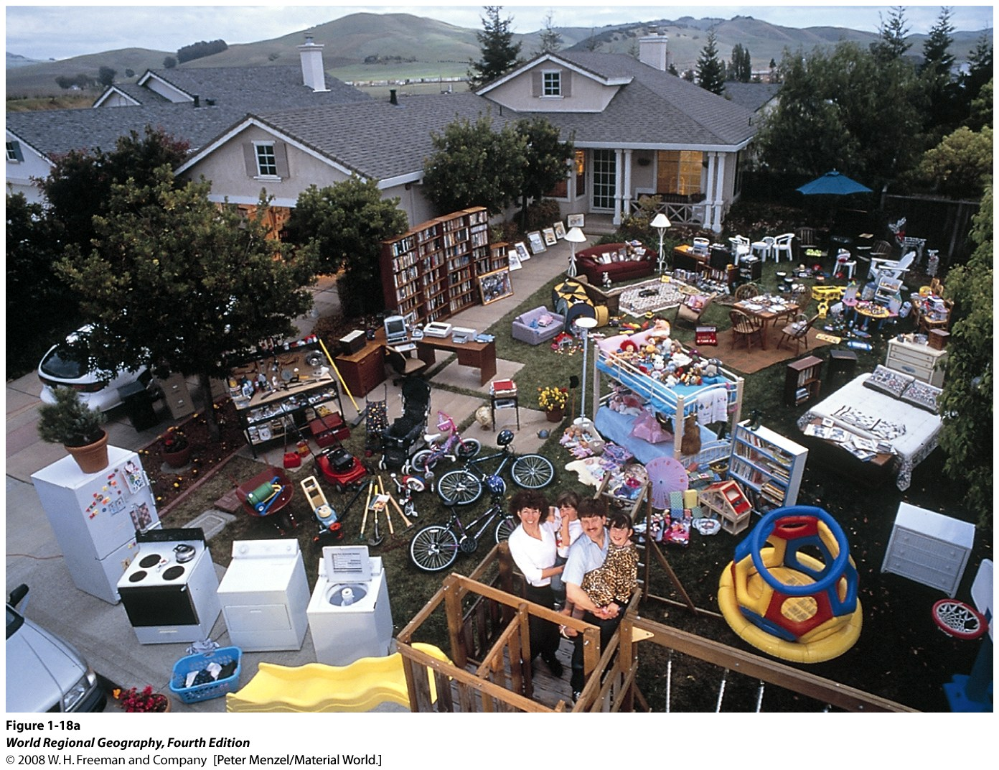 Figure 1-18a
World Regional Geography, Fourth Edition
© 2008 W. H. Freeman and Company  [Peter Menzel/Material World.]